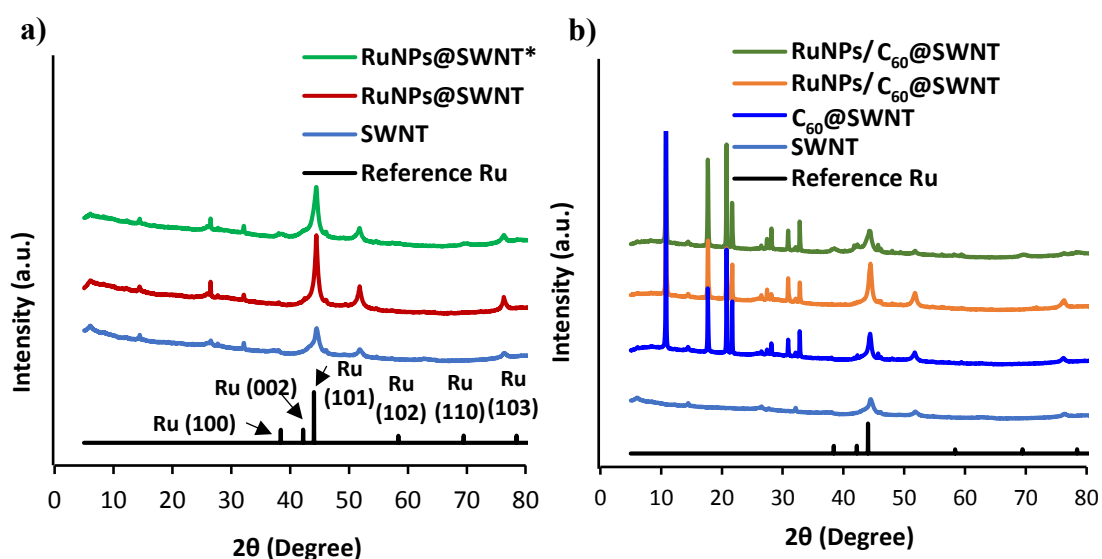 a)
RuNPs@SWNT*
RuNPs@SWNT
SWNT
Reference Ru
Intensity (a.u.)
Ru (100)
Ru (002)
Ru
(101)
Ru
(102)
Ru
(110)
Ru
(103)
0 10 20 30 40 50 60 70 80
2θ (Degree)
b)
RuNPs/C60@SWNT
RuNPs/C60@SWNT
C60@SWNT
SWNT
Reference Ru
Intensity (a.u.)
0 10 20 30 40 50 60 70 80
2θ (Degree)